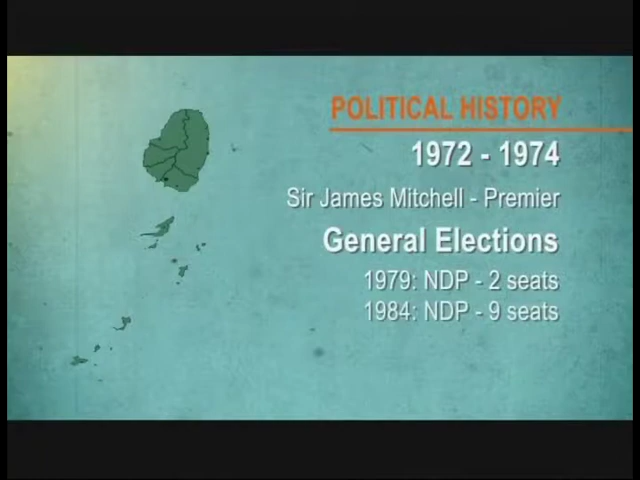 POLITICAL HISTORY
1972 - 1974
Sir James Mitchell - Premier
General Elections
1979: NDP - 2 seats
1984: NDP - 9 seats